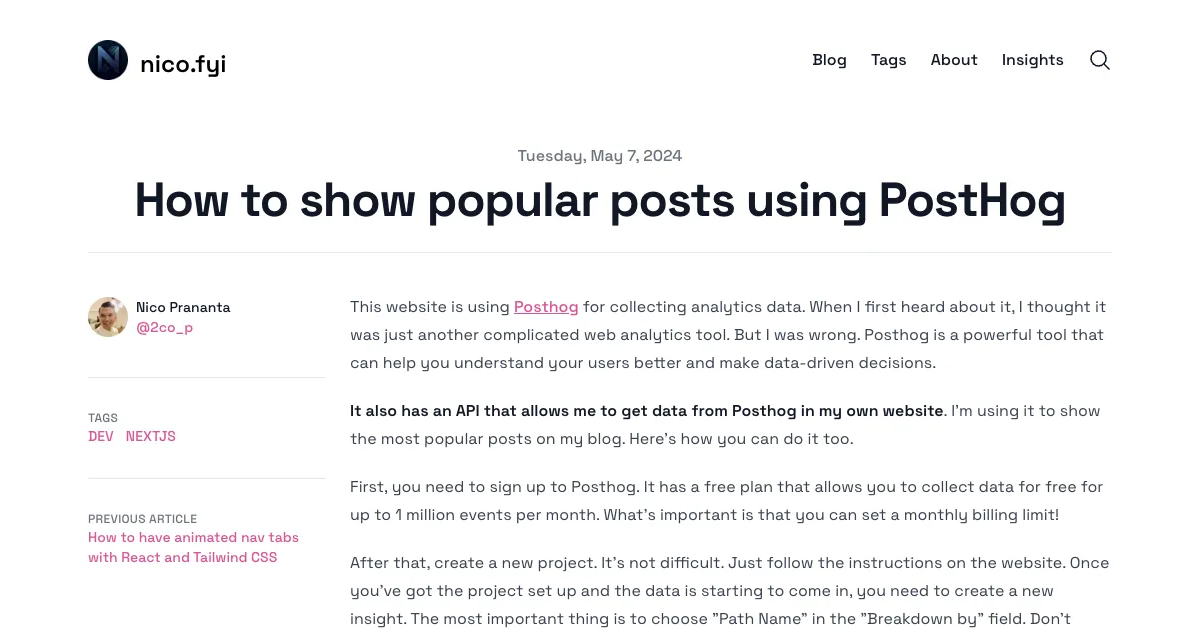 nico.fyi
Blog Tags About Insights
Tuesday, May 7, 2024
How to show popular posts using PostHog
Nico Prananta
@2co_p
TAGS
DEV NEXTJS
PREVIOUS ARTICLE
How to have animated nav tabs
with React and Tailwind CSS
This website is using Posthog for collecting analytics data. When I first heard about it, I thought it
was just another complicated web analytics tool. But I was wrong. Posthog is a powerful tool that
can help you understand your users better and make data-driven decisions.
It also has an API that allows me to get data from Posthog in my own website. I'm using it to show
the most popular posts on my blog. Here's how you can do it too.
First, you need to sign up to Posthog. It has a free plan that allows you to collect data for free for
up to 1 million events per month. What's important is that you can set a monthly billing limit!
After that, create a new project. It's not difficult. Just follow the instructions on the website. Once
you've got the project set up and the data is starting to come in, you need to create a new
insight. The most important thing is to choose "Path Name" in the "Breakdown by" field. Don't